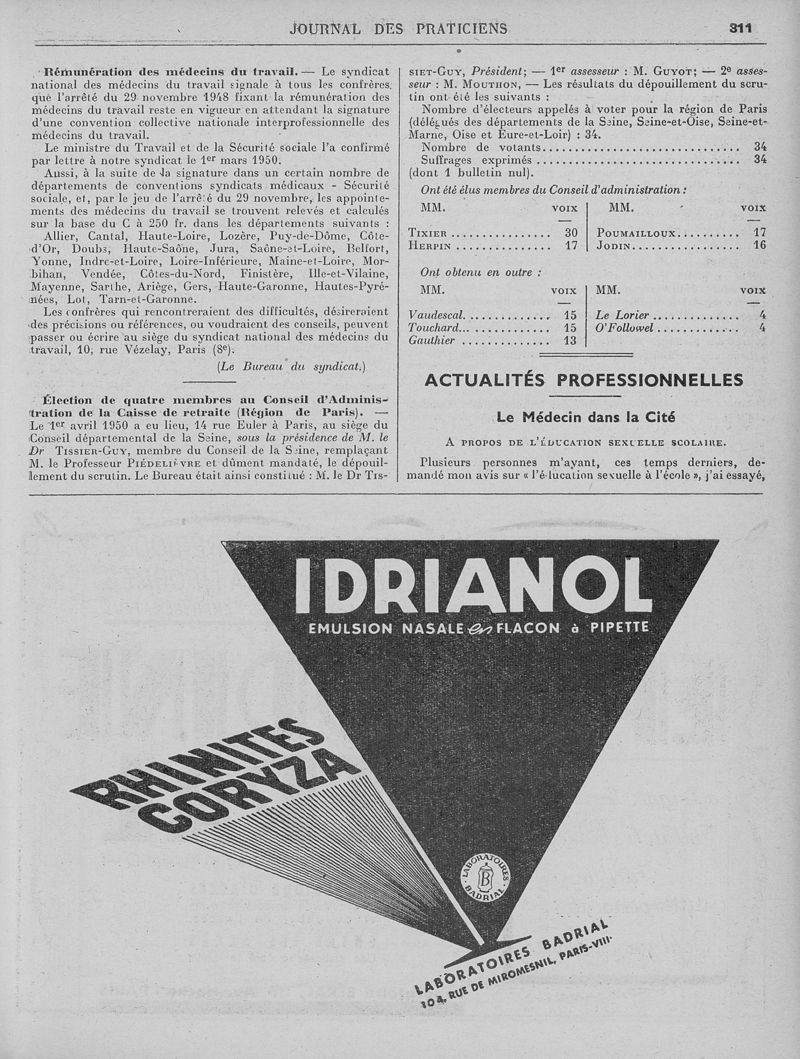 JOURNAL DES PRATICIENS
311
Rémunération des médecins du travail. — Le syndicat
national des médecins du travail signale à tous les confrères
que l'arrêté du 29 novembre 1948 fixant la rémunération des
médecins du travail reste en vigueur en attendant la signature
d'une convention collective nationale interprofessionnelle des
médecins du travail.
Le ministre du Travail et de la Sécurité sociale l'a confirmé
par lettre à notre syndicat le 1er mars 1950.
Aussi, à la suite de la signature dans un certain nombre de
départements de conventions syndicats médicaux - Sécurité
sociale, et, par le jeu de l'arrêté du 29 novembre, les appointe-
ments des médecins du travail se trouvent relevés et calculés
sur la base du C à 250 fr. dans les départements suivants :
Allier, Cantal, Haute-Loire, Lozère, Puy-de-Dôme, Côte-
d'Or, Doubs, Haute-Saône, Jura, Saône-et-Loire, Belfort,
Yonne, Indre-et-Loire, Loire-Inférieure, Maine-et-Loire, Mor-
bihan, Vendée, Côtes-du-Nord, Finistère, Ille-et-Vilaine,
Mayenne, Sarthe, Ariège, Gers, Haute-Garonne, Hautes-Pyré-
nées, Lot, Tarn-et-Garonne.
Les confrères qui rencontreraient des difficultés, désireraient
des précisions ou références, ou voudraient des conseils, peuvent
passer ou écrire au siège du syndicat national des médecins du
travail, 10, rue Vézelay, Paris (8e).
(Le Bureau du syndicat.)
Élection de quatre membres au Conseil d'Adminis-
tration de la Caisse de retraite (Région de Paris). —
Le 1er avril 1950 a eu lieu, 14 rue Euler à Paris, au siège du
Conseil départemental de la Seine, sous la présidence de M. le
Dr TISSIER-GUY, membre du Conseil de la Seine, remplaçant
M. le Professeur PIÉDELIÈVRE et dûment mandaté, le dépouil-
lement du scrutin. Le Bureau était ainsi constitué : M. le Dr TIS-
SIET-GUY, Président; — 1er assesseur : M. GUYOT; — 2e asses-
seur : M. MOUTHON, — Les résultats du dépouillement du scru-
tin ont été les suivants :
Nombre d'électeurs appelés à voter pour la région de Paris
(délégués des départements de la Seine, Seine-et-Oise, Seine-et-
Marne, Oise et Eure-et-Loir) : 34.
Nombre de votants.............................. 34
Suffrages exprimés .............................. 34
(dont 1 bulletin nul).
Ont été élus membres du Conseil d'administration :
MM. VOIX MM. VOIX
TIXIER ............... 30 POUMAILLOUX.......... 17
HERPIN ............... 17 JODIN................ 16
Ont obtenu en outre :
MM. VOIX MM. VOIX
Vaudescal. ............. 15 Le Lorier ............. 4
Touchard... ............ 15 O'Followel ............ 4
Gauthier .............. 13
ACTUALITÉS PROFESSIONNELLES
Le Médecin dans la Cité
A PROPOS DE L'ÉDUCATION SEXUELLE SCOLAIRE.
Plusieurs personnes m'ayant, ces temps derniers, de-
mandé mon avis sur « l'éducation sexuelle à l'école », j'ai essayé,
IDRIANOL
EMULSION NASALE en FLACON à PIPETTE
RHINITES
CORYZA
LABORATOIRES BADRIAL
B
LABORATOIRES BADRIAL
104, RUE DE MIROMESNIL, PARIS-VIII